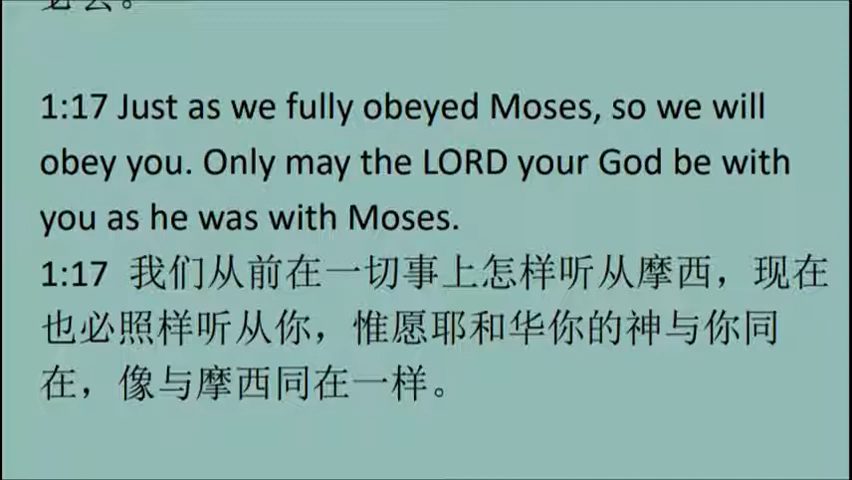 1:17 Just as we fully obeyed Moses, so we will
obey you. Only may the LORD your God be with
you as he was with Moses.
1:17 我们从前在一切事上怎样听从摩西，现在
也必照样听从你，惟愿耶和华你的神与你同
在，像与摩西同在一样。